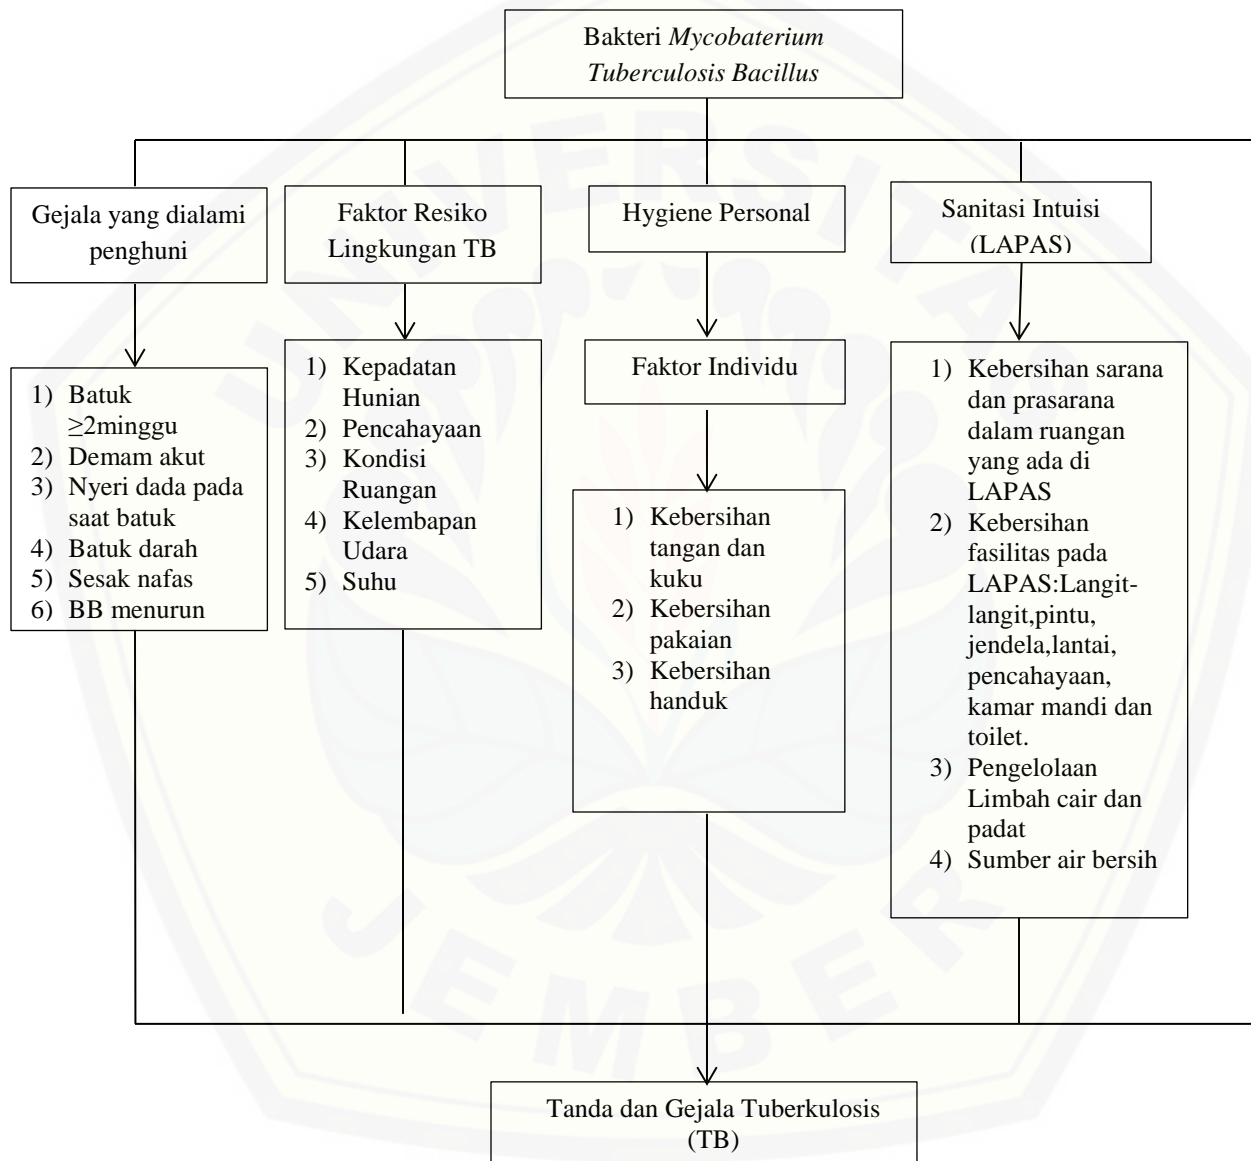 Bakteri Mycobaterium
Tuberculosis Bacillus
Gejala yang dialami
penghuni
Faktor Resiko
Lingkungan TB
Hygiene Personal
Sanitasi Intuisi
(LAPAS)
1) Batuk
≥2minggu
2) Demam akut
3) Nyeri dada pada
saat batuk
4) Batuk darah
5) Sesak nafas
6) BB menurun
1) Kepadatan
Hunian
2) Pencahayaan
3) Kondisi
Ruangan
4) Kelembapan
Udara
5) Suhu
Faktor Individu
1) Kebersihan
tangan dan
kuku
2) Kebersihan
pakaian
3) Kebersihan
handuk
1) Kebersihan sarana
dan prasarana
dalam ruangan
yang ada di
LAPAS
2) Kebersihan
fasilitas pada
LAPAS:Langit-
langit,pintu,
jendela,lantai,
pencahayaan,
kamar mandi dan
toilet.
3) Pengelolaan
Limbah cair dan
padat
4) Sumber air bersih
Tanda dan Gejala Tuberkulosis
(TB)
UNIVERSITAS
JEMBER